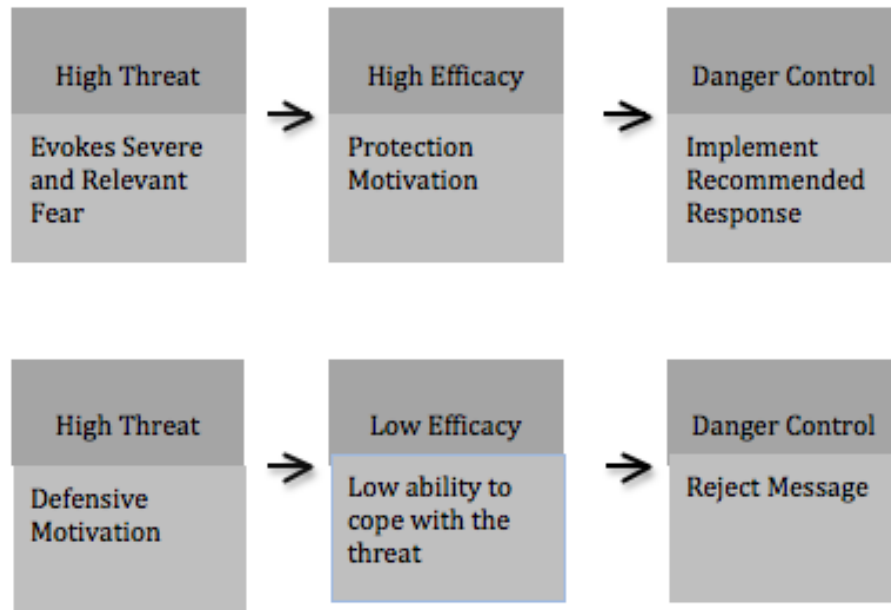 High Threat
Evokes Severe
and Relevant
Fear
High Efficacy
Protection
Motivation
Danger Control
Implement
Recommended
Response
High Threat
Defensive
Motivation
Low Efficacy
Low ability to
cope with the
threat
Danger Control
Reject Message